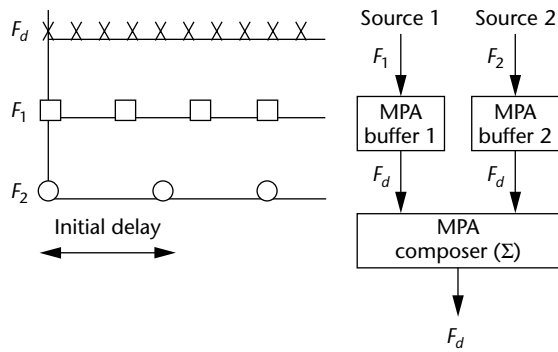 F_d
F_1
F_2
Initial delay
Source 1
Source 2
F_1
F_2
MPA
buffer 1
MPA
buffer 2
F_d
F_d
MPA
composer (Σ)
F_d